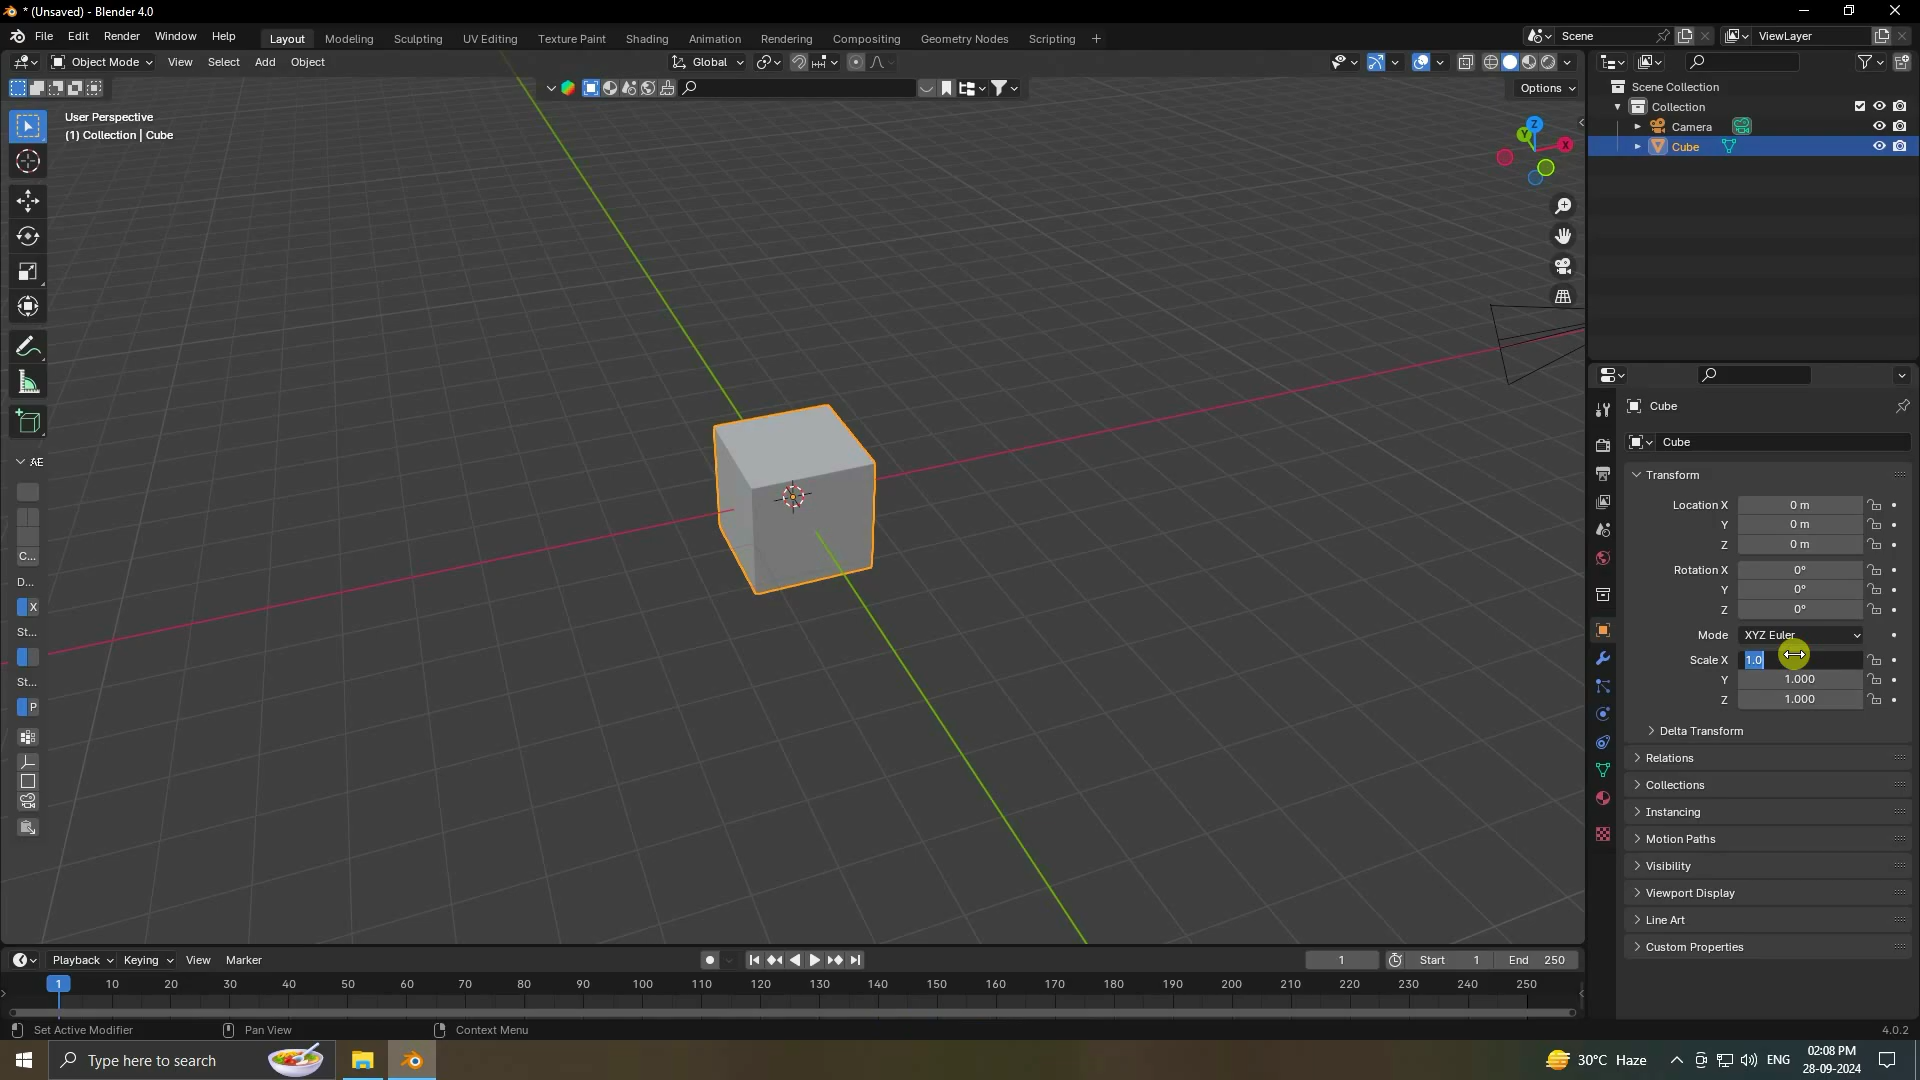 * (Unsaved) - Blender 4.0
File Edit Render Window Help Layout Modeling Sculpting UV Editing Texture Paint Shading Animation Rendering Compositing Geometry Nodes Scripting + Scene ViewLayer
Object Mode View Select Add Object Global
Options
User Perspective
(1) Collection | Cube
Z
Y
X
Scene Collection
Collection
Camera
Cube
AE
C...
D...
X
St...
St...
P
Cube
Cube
Transform
Location X 0 m
Y 0 m
Z 0 m
Rotation X 0°
Y 0°
Z 0°
Mode XYZ Euler
Scale X 1.0
Y 1.000
Z 1.000
Delta Transform
Relations
Collections
Instancing
Motion Paths
Visibility
Viewport Display
Line Art
Custom Properties
Playback Keying View Marker 1 Start 1 End 250
1 10 20 30 40 50 60 70 80 90 100 110 120 130 140 150 160 170 180 190 200 210 220 230 240 250
Set Active Modifier Pan View Context Menu 4.0.2
Type here to search 30°C Haze ENG 02:08 PM
28-09-2024